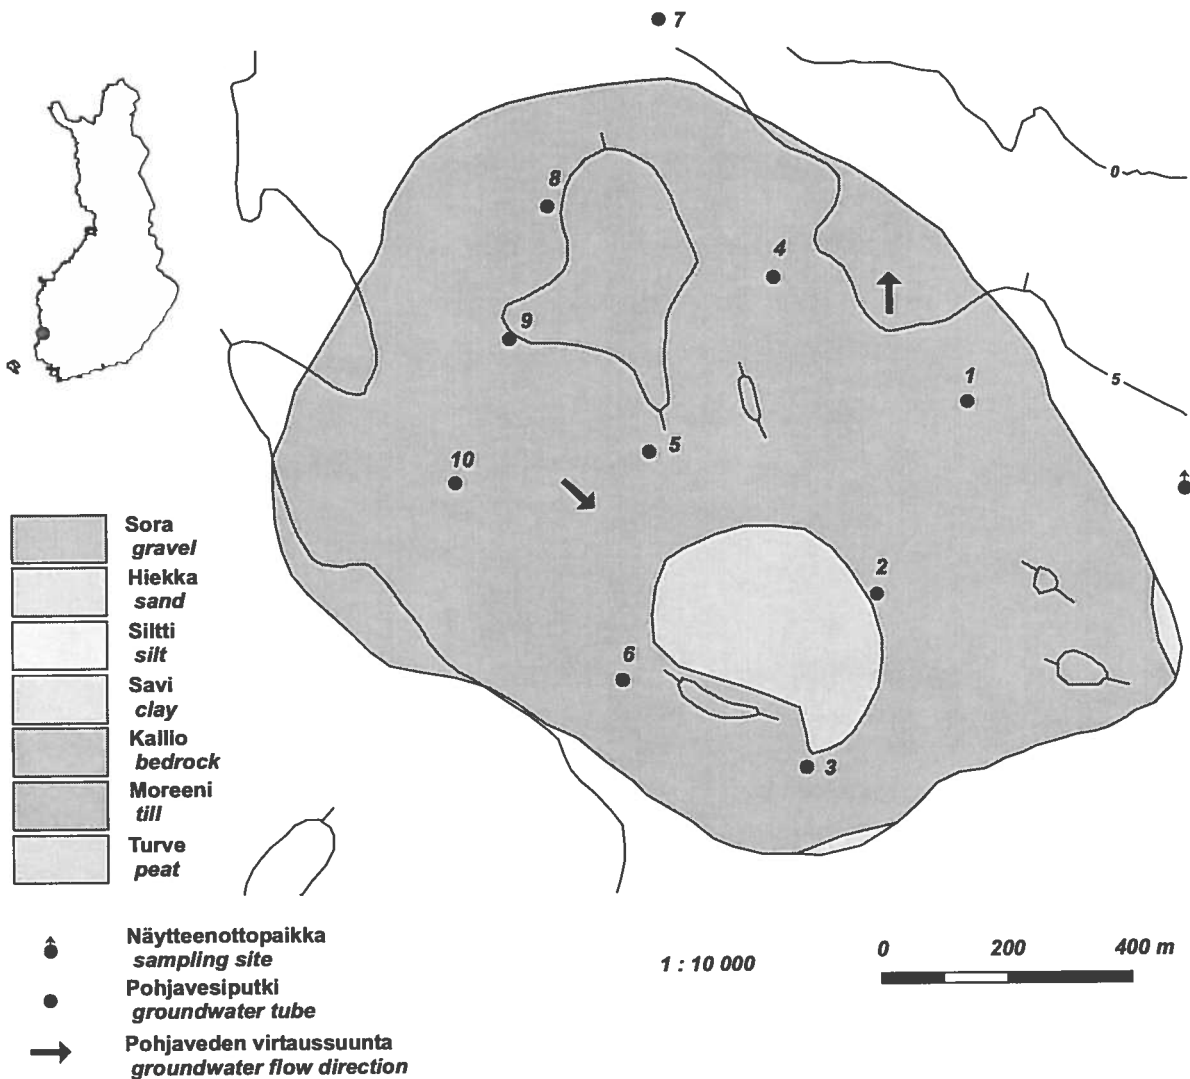 7
8
0
4
9
1
5
5
10
2
6
3
Sora
gravel
Hiekka
sand
Siltti
silt
Savi
clay
Kallio
bedrock
Moreeni
till
Turve
peat
Näytteenottopaikka
sampling site
Pohjavesiputki
groundwater tube
Pohjaveden virtaussuunta
groundwater flow direction
1 : 10 000
0 200 400 m